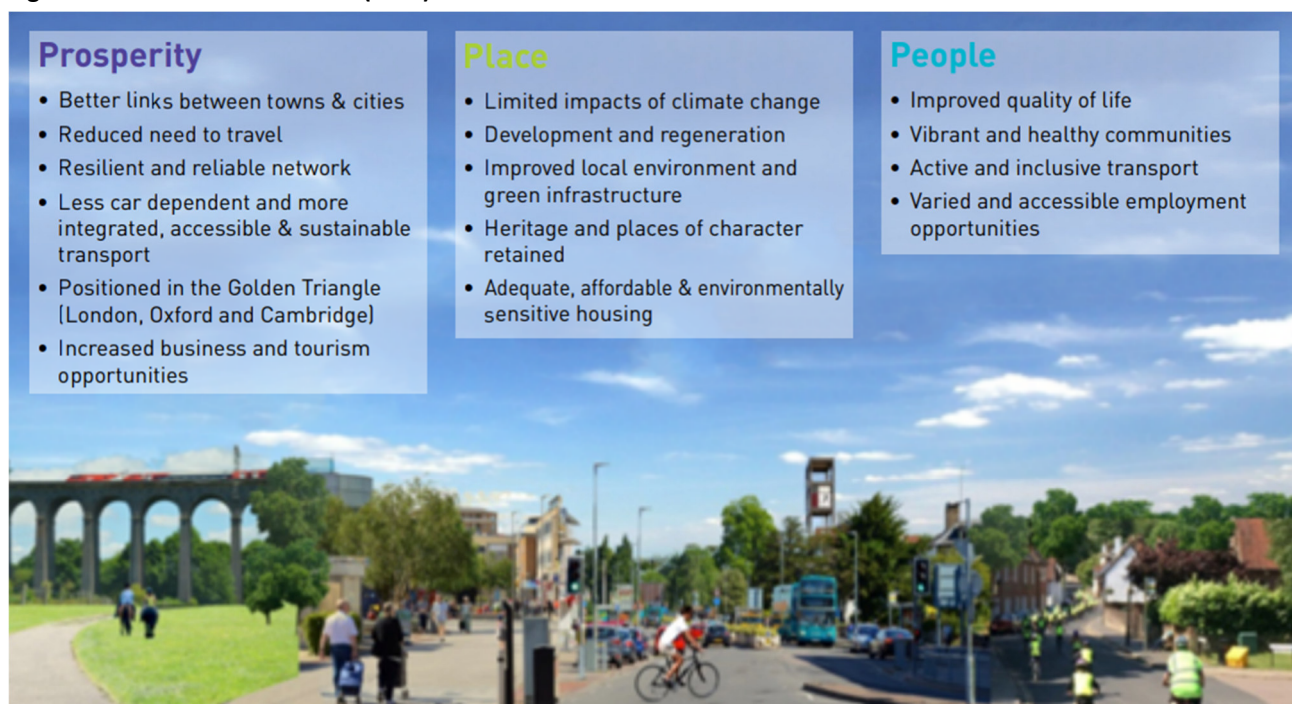 Prosperity
• Better links between towns & cities
• Reduced need to travel
• Resilient and reliable network
• Less car dependent and more
integrated, accessible & sustainable
transport
• Positioned in the Golden Triangle
(London, Oxford and Cambridge)
• Increased business and tourism
opportunities
Place
• Limited impacts of climate change
• Development and regeneration
• Improved local environment and
green infrastructure
• Heritage and places of character
retained
• Adequate, affordable & environmentally
sensitive housing
People
• Improved quality of life
• Vibrant and healthy communities
• Active and inclusive transport
• Varied and accessible employment
opportunities